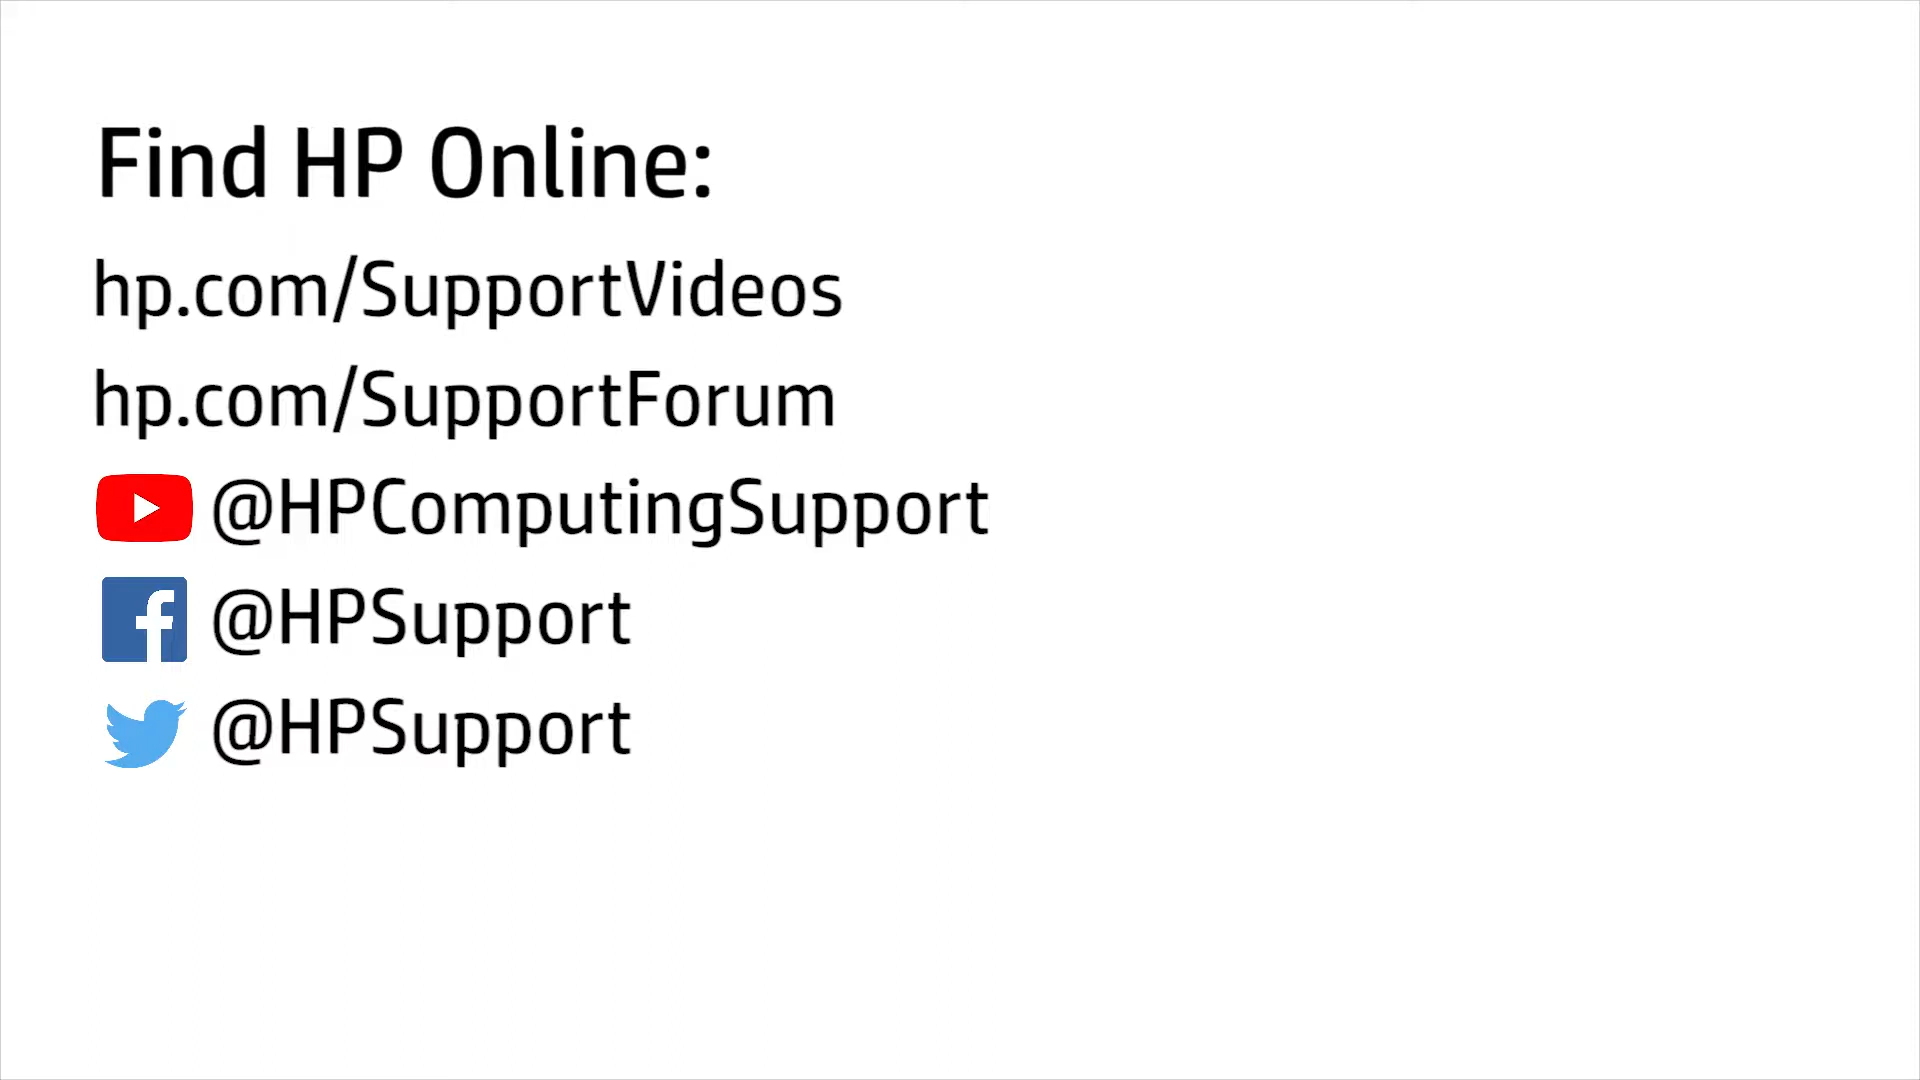 Find HP Online:
hp.com/SupportVideos
hp.com/SupportForum
@HPComputingSupport
@HPSupport
@HPSupport